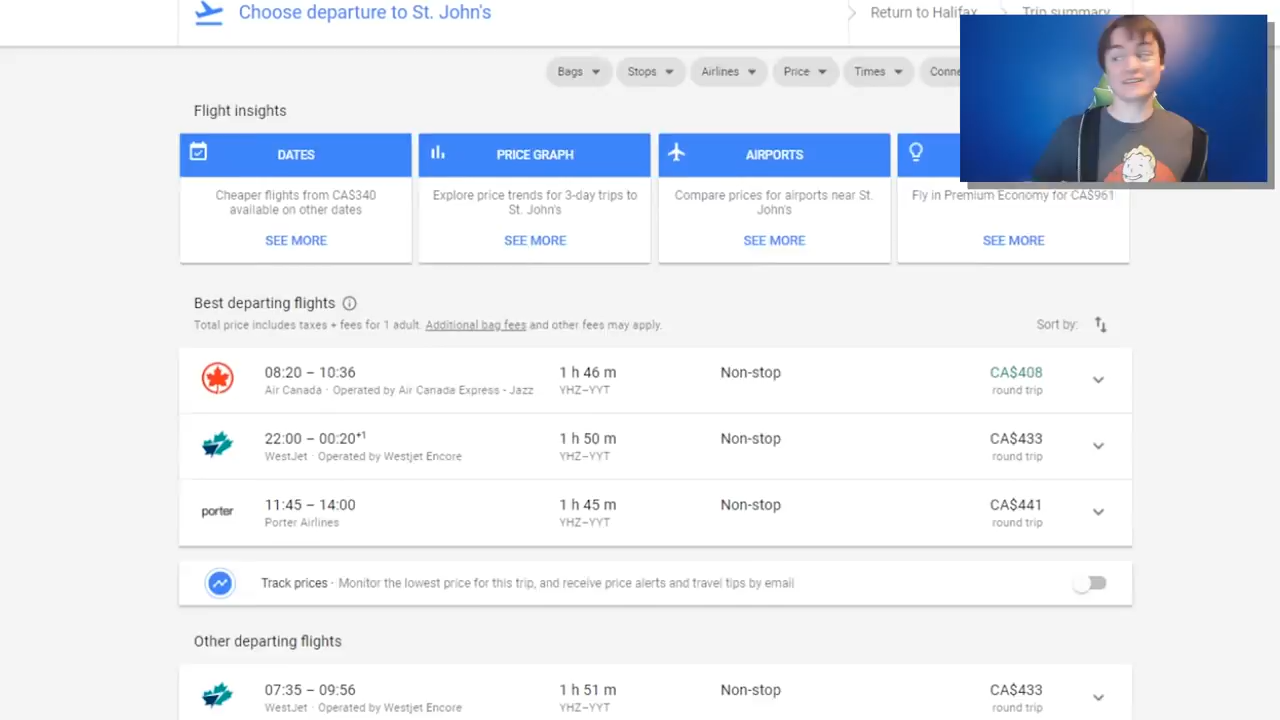 Choose departure to St. John's
Return to Halifax
Trip summary
Bags
Stops
Airlines
Price
Times
Flight insights
DATES
Cheaper flights from CA$340
available on other dates
SEE MORE
PRICE GRAPH
Explore price trends for 3-day trips to
St. John's
SEE MORE
AIRPORTS
Compare prices for airports near St.
John's
SEE MORE
Fly in Premium Economy for CA$961
SEE MORE
Best departing flights
Total price includes taxes + fees for 1 adult. Additional bag fees and other fees may apply.
Sort by:
08:20 – 10:36 1 h 46 m Non-stop CA$408
Air Canada · Operated by Air Canada Express - Jazz YHZ–YYT round trip
22:00 – 00:20+1 1 h 50 m Non-stop CA$433
WestJet · Operated by Westjet Encore YHZ–YYT round trip
porter 11:45 – 14:00 1 h 45 m Non-stop CA$441
Porter Airlines YHZ–YYT round trip
Track prices · Monitor the lowest price for this trip, and receive price alerts and travel tips by email
Other departing flights
07:35 – 09:56 1 h 51 m Non-stop CA$433
WestJet · Operated by Westjet Encore YHZ–YYT round trip